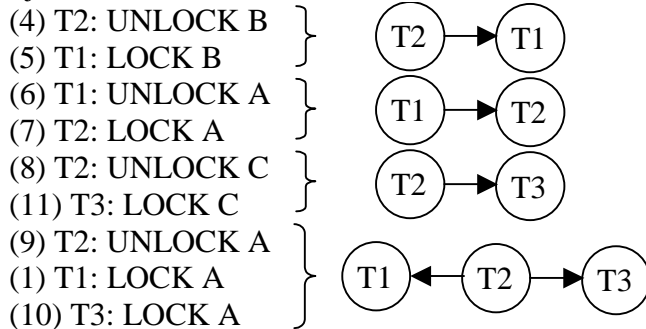 (4) T2: UNLOCK B
(5) T1: LOCK B
T2 T1
(6) T1: UNLOCK A
(7) T2: LOCK A
T1 T2
(8) T2: UNLOCK C
(11) T3: LOCK C
T2 T3
(9) T2: UNLOCK A
(1) T1: LOCK A
(10) T3: LOCK A
T1 T2 T3